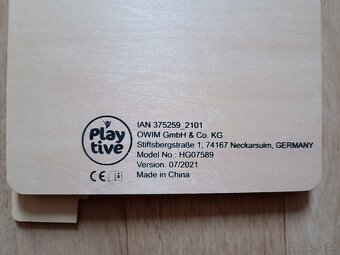 Play
tive
IAN 375259_2101
OWIM GmbH & Co. KG
Stiftsbergstraße 1, 74167 Neckarsulm, GERMANY
Model No.: HG07589
Version: 07/2021
CE
Made in China